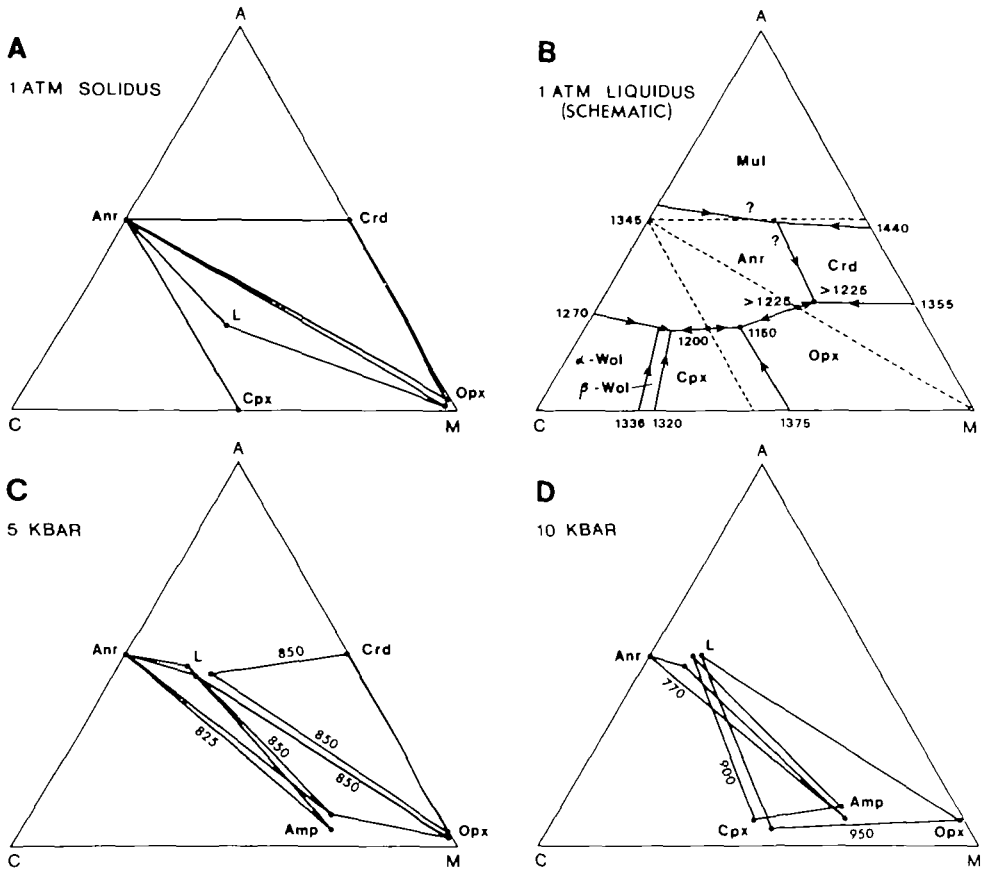 A
1 ATM SOLIDUS
A
Anr
Crd
L
Cpx
Opx
C
M
B
1 ATM LIQUIDUS
(SCHEMATIC)
A
Mul
?
1345
1440
?
Anr
Crd
>1225
>1225
1355
1270
1200
1160
α-Wol
β-Wol
Cpx
Opx
C
1336
1320
1375
M
C
5 KBAR
A
Anr
L
850
Crd
825
850
850
850
Amp
Opx
C
M
D
10 KBAR
A
L
Anr
770
900
Amp
Cpx
950
Opx
C
M